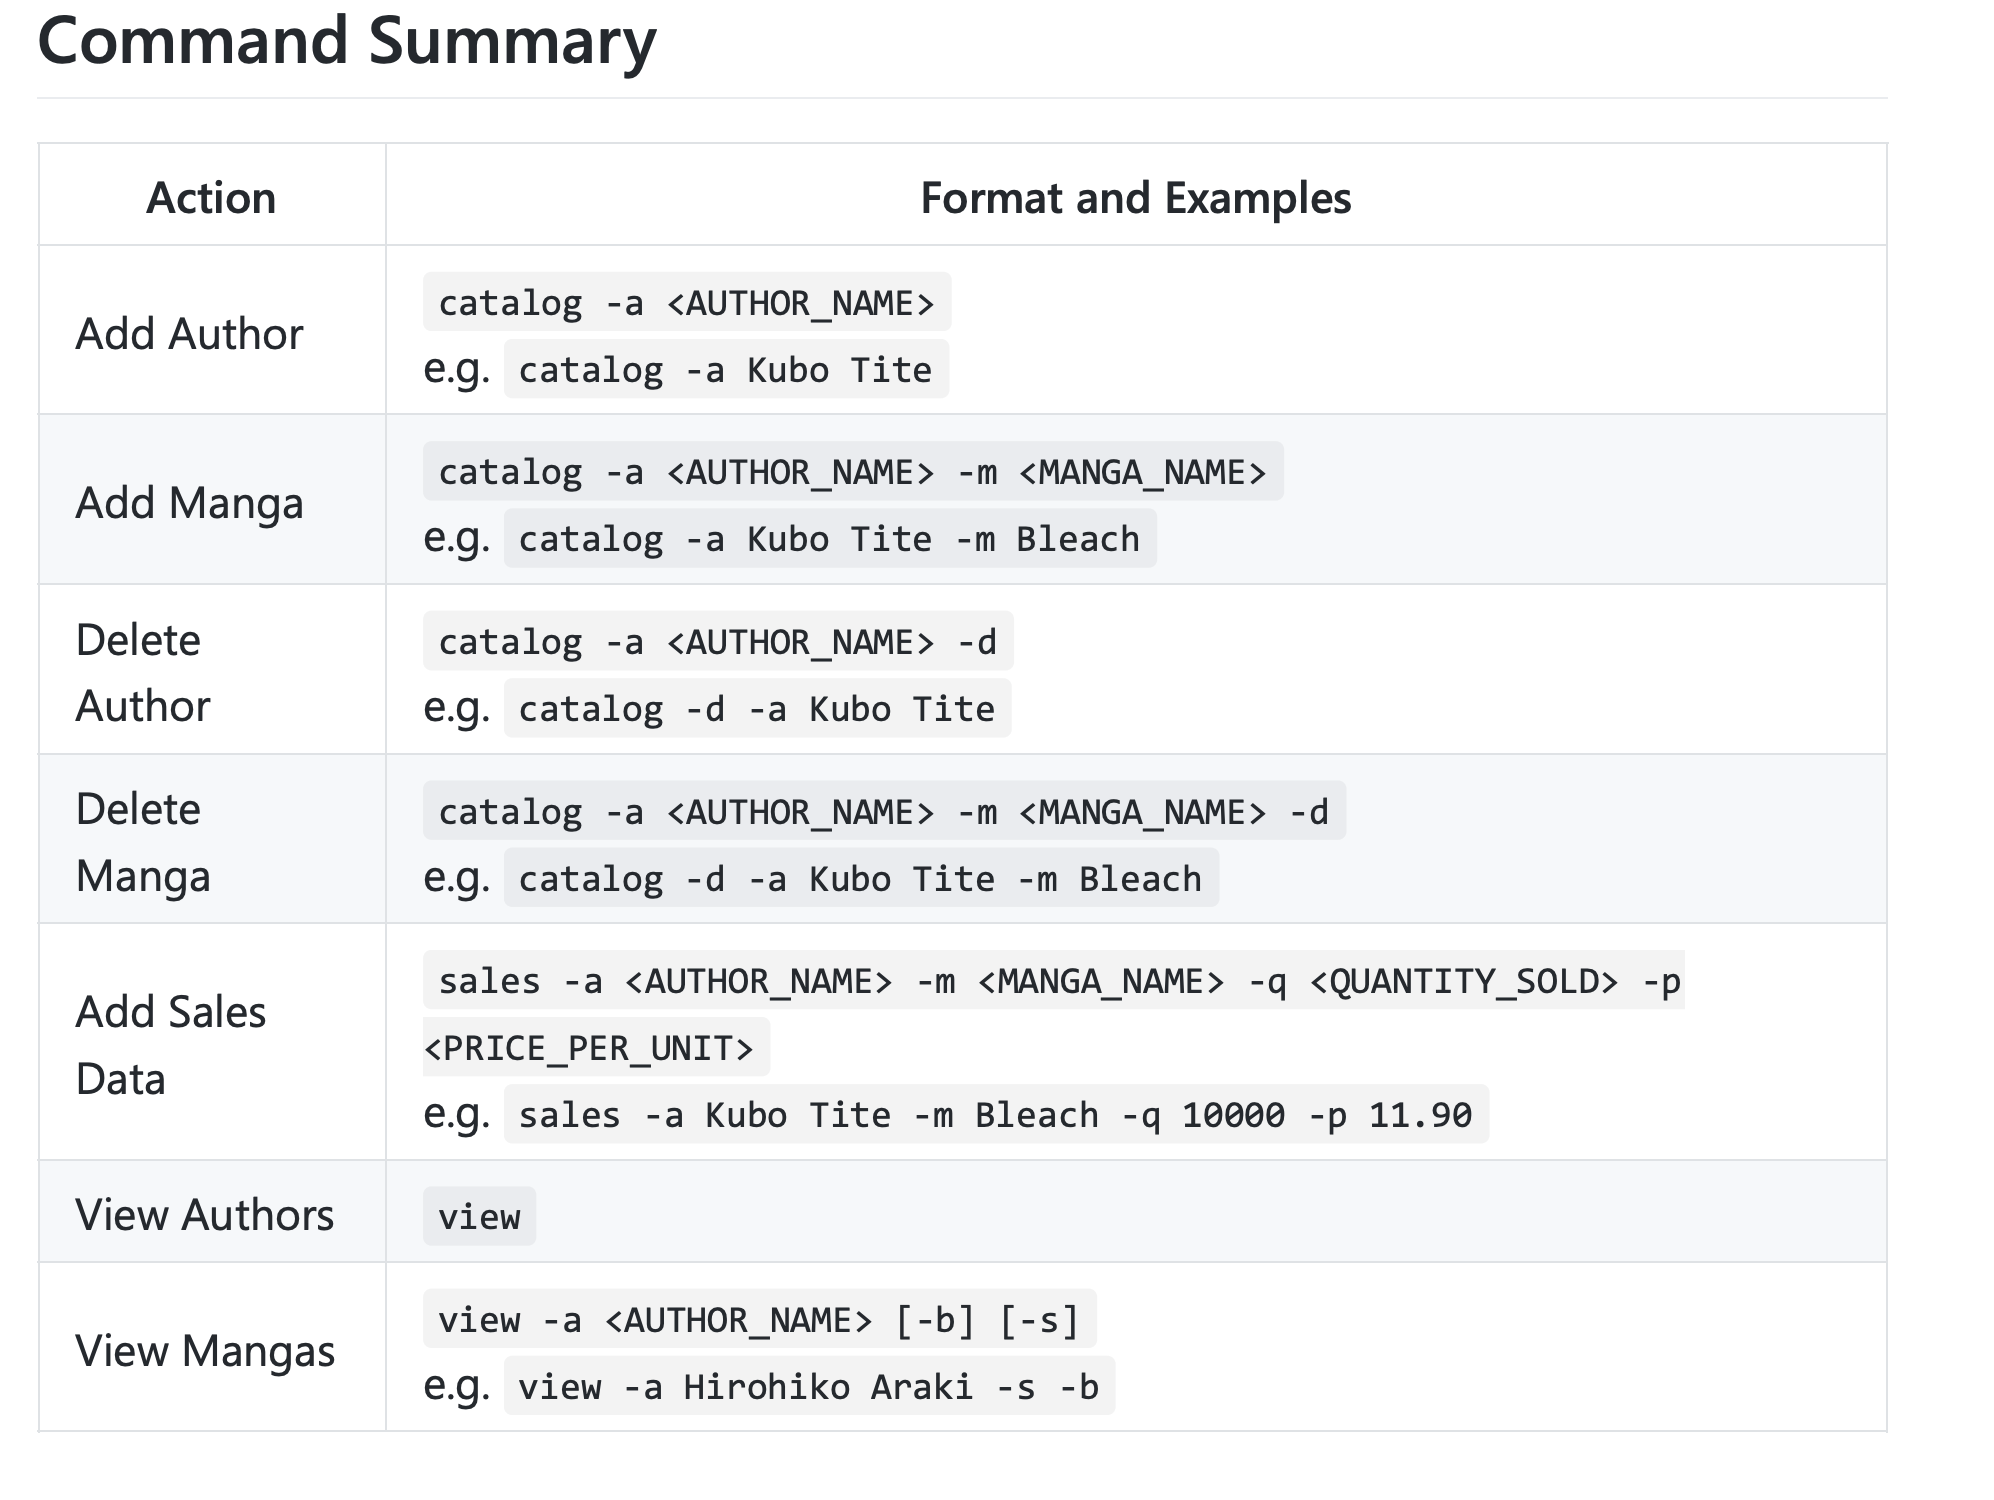 Command Summary
Action
Format and Examples
Add Author
catalog -a <AUTHOR_NAME>
e.g. catalog -a Kubo Tite
Add Manga
catalog -a <AUTHOR_NAME> -m <MANGA_NAME>
e.g. catalog -a Kubo Tite -m Bleach
Delete
Author
catalog -a <AUTHOR_NAME> -d
e.g. catalog -d -a Kubo Tite
Delete
Manga
catalog -a <AUTHOR_NAME> -m <MANGA_NAME> -d
e.g. catalog -d -a Kubo Tite -m Bleach
Add Sales
Data
sales -a <AUTHOR_NAME> -m <MANGA_NAME> -q <QUANTITY_SOLD> -p
<PRICE_PER_UNIT>
e.g. sales -a Kubo Tite -m Bleach -q 10000 -p 11.90
View Authors
view
View Mangas
view -a <AUTHOR_NAME> [-b] [-s]
e.g. view -a Hirohiko Araki -s -b